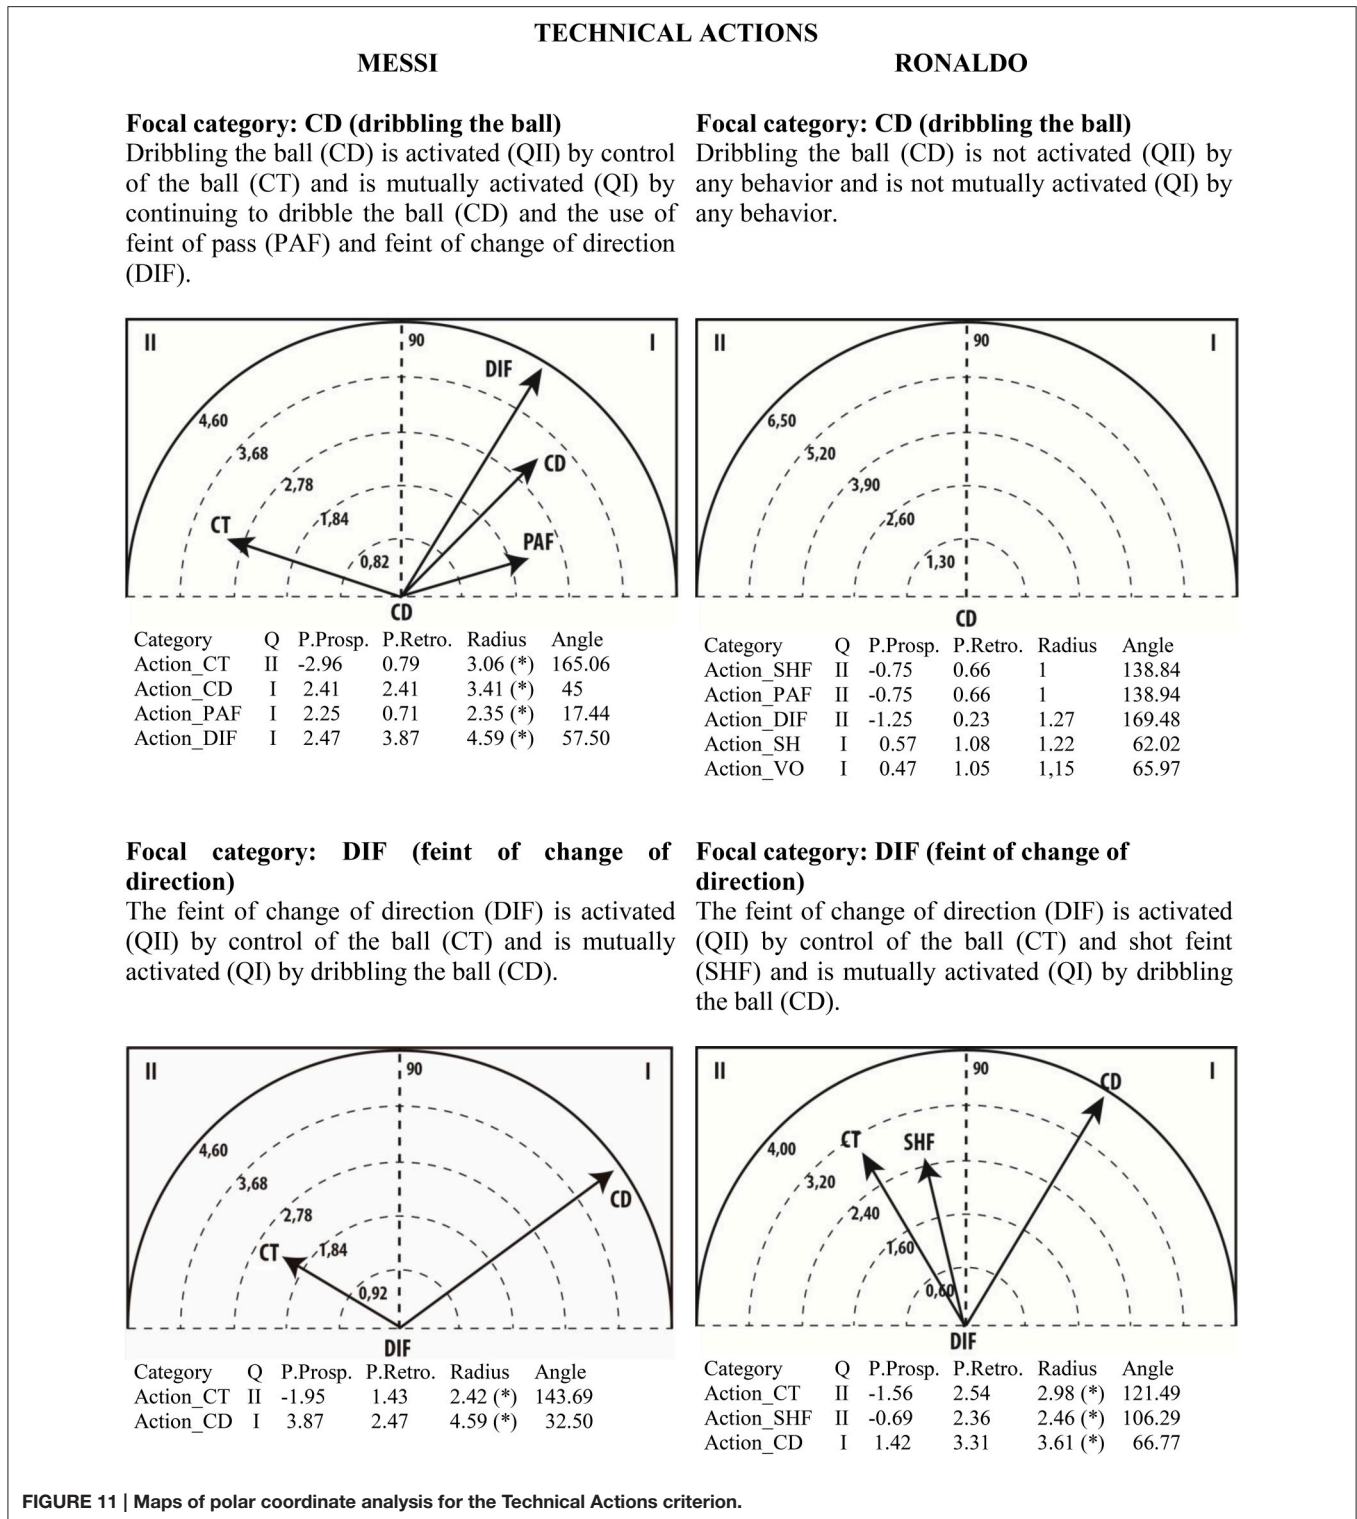 TECHNICAL ACTIONS
MESSI
RONALDO
Focal category: CD (dribbling the ball)
Dribbling the ball (CD) is activated (QII) by control
of the ball (CT) and is mutually activated (QI) by
continuing to dribble the ball (CD) and the use of
feint of pass (PAF) and feint of change of direction
(DIF).
Focal category: CD (dribbling the ball)
Dribbling the ball (CD) is not activated (QII) by
any behavior and is not mutually activated (QI) by
any behavior.
II
90
I
DIF
4,60
3,68
CD
2,78
1,84
CT
PAF
0,82
CD
Category Q P.Prosp. P.Retro. Radius Angle
Action_CT II -2.96 0.79 3.06 (*) 165.06
Action_CD I 2.41 2.41 3.41 (*) 45
Action_PAF I 2.25 0.71 2.35 (*) 17.44
Action_DIF I 2.47 3.87 4.59 (*) 57.50
II
90
I
6,50
5,20
3,90
2,60
1,30
CD
Category Q P.Prosp. P.Retro. Radius Angle
Action_SHF II -0.75 0.66 1 138.84
Action_PAF II -0.75 0.66 1 138.94
Action_DIF II -1.25 0.23 1.27 169.48
Action_SH I 0.57 1.08 1.22 62.02
Action_VO I 0.47 1.05 1,15 65.97
Focal category: DIF (feint of change of
direction)
The feint of change of direction (DIF) is activated
(QII) by control of the ball (CT) and is mutually
activated (QI) by dribbling the ball (CD).
Focal category: DIF (feint of change of
direction)
The feint of change of direction (DIF) is activated
(QII) by control of the ball (CT) and shot feint
(SHF) and is mutually activated (QI) by dribbling
the ball (CD).
II
90
I
4,60
3,68
CD
2,78
CT
1,84
0,92
DIF
Category Q P.Prosp. P.Retro. Radius Angle
Action_CT II -1.95 1.43 2.42 (*) 143.69
Action_CD I 3.87 2.47 4.59 (*) 32.50
II
90
I
CD
4,00
CT
SHF
3,20
2,40
1,60
0,60
DIF
Category Q P.Prosp. P.Retro. Radius Angle
Action_CT II -1.56 2.54 2.98 (*) 121.49
Action_SHF II -0.69 2.36 2.46 (*) 106.29
Action_CD I 1.42 3.31 3.61 (*) 66.77
FIGURE 11 | Maps of polar coordinate analysis for the Technical Actions criterion.